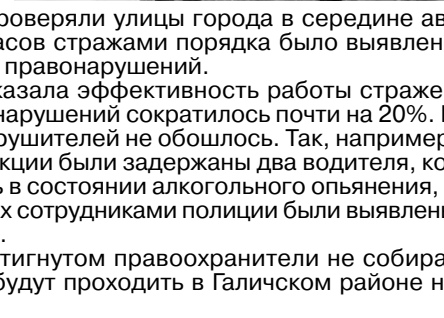 роверяли улицы города в середине ав
асов стражами порядка было выявлен
правонарушений.
казала эффективность работы страже
нарушений сократилось почти на 20%.
рушителей не обошлось. Так, например
кции были задержаны два водителя, ко
ь в состоянии алкогольного опьянения,
х сотрудниками полиции были выявлен
.
тигнутом правоохранители не собира
будут проходить в Галичском районе н